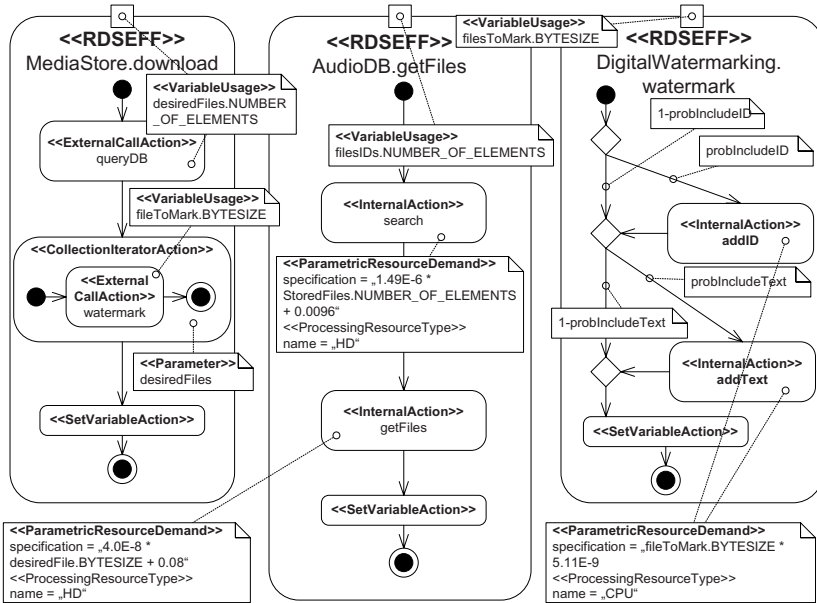 <<RDSEFF>>
MediaStore.download
<<VariableUsage>>
desiredFiles.NUMBER
_OF_ELEMENTS
<<ExternalCallAction>>
queryDB
<<VariableUsage>>
fileToMark.BYTESIZE
<<CollectionIteratorAction>>
<<External
CallAction>>
watermark
<<Parameter>>
desiredFiles
<<SetVariableAction>>
<<ParametricResourceDemand>>
specification = „4.0E-8 *
desiredFile.BYTESIZE + 0.08“
<<ProcessingResourceType>>
name = „HD“
<<RDSEFF>>
AudioDB.getFiles
<<VariableUsage>>
filesIDs.NUMBER_OF_ELEMENTS
<<InternalAction>>
search
<<ParametricResourceDemand>>
specification = „1.49E-6 *
StoredFiles.NUMBER_OF_ELEMENTS
+ 0.0096“
<<ProcessingResourceType>>
name = „HD“
<<InternalAction>>
getFiles
<<SetVariableAction>>
<<VariableUsage>>
filesToMark.BYTESIZE
<<RDSEFF>>
DigitalWatermarking.
watermark
1-probIncludeID
probIncludeID
<<InternalAction>>
addID
probIncludeText
1-probIncludeText
<<InternalAction>>
addText
<<SetVariableAction>>
<<ParametricResourceDemand>>
specification = „fileToMark.BYTESIZE *
5.11E-9
<<ProcessingResourceType>>
name = „CPU“